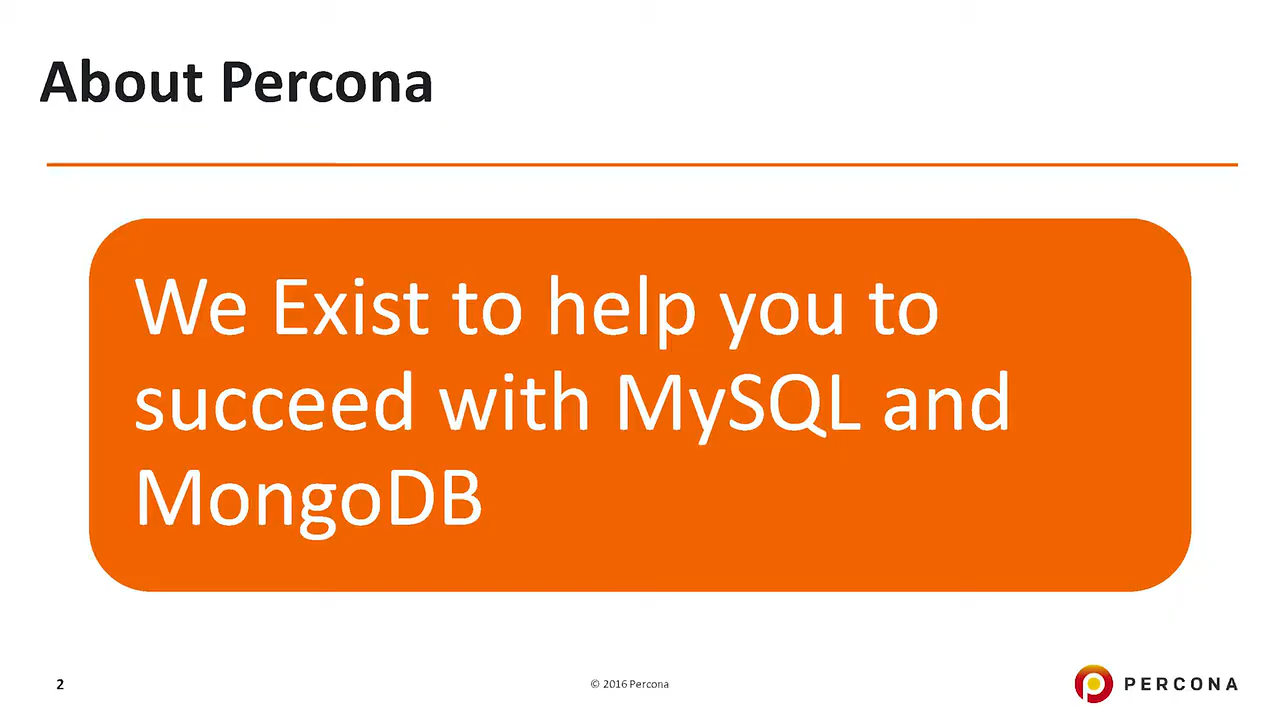 About Percona
We Exist to help you to
succeed with MySQL and
MongoDB
2
© 2016 Percona
PERCONA